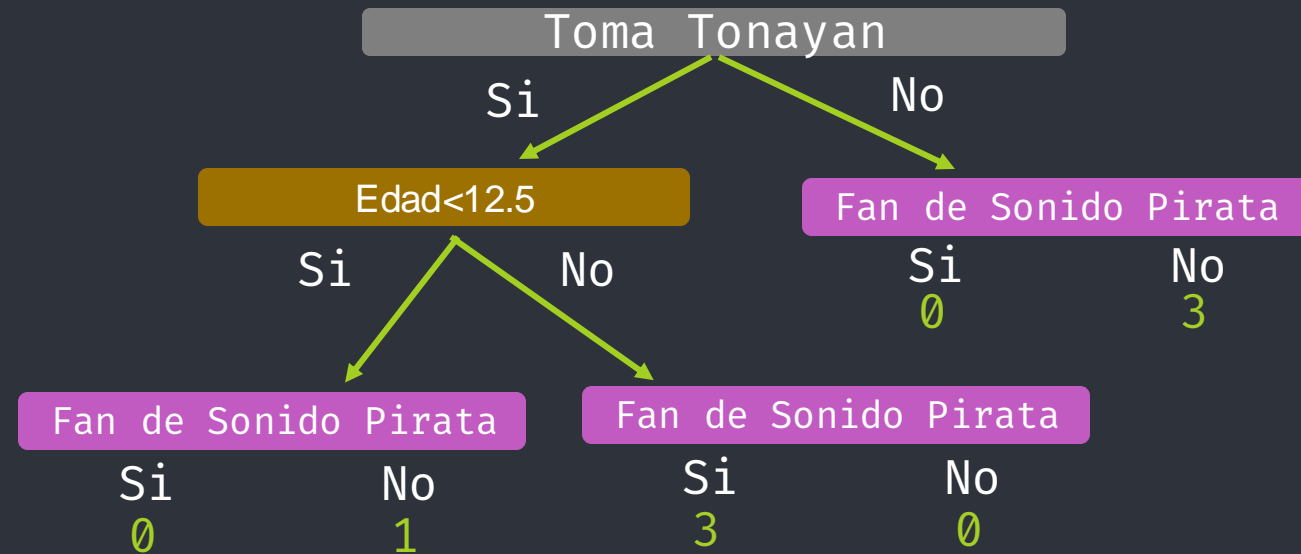 Toma Tonayan
Si No
Edad<12.5
Fan de Sonido Pirata
Si No
Si No
0 3
Fan de Sonido Pirata
Fan de Sonido Pirata
Si No
Si No
0 1
3 0